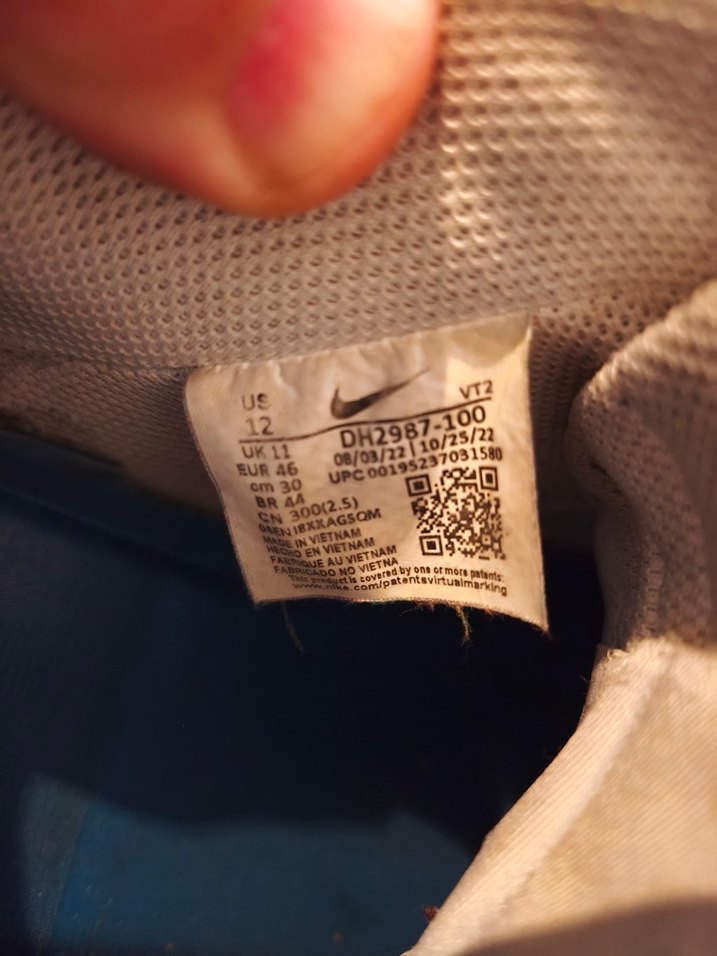 US
12
VT2
DH2987-100
08/03/22 | 10/25/22
UPC 00195237031580
UK 11
EUR 46
cm 30
BR 44
CN 300(2.5)
MADE IN VIETNAM
HECHO EN VIETNAM
FABRIQUE AU VIETNAM
FABRICADO NO VIETNA
This product is covered by one or more patents:
www.nike.com/patentsvirtualmarking